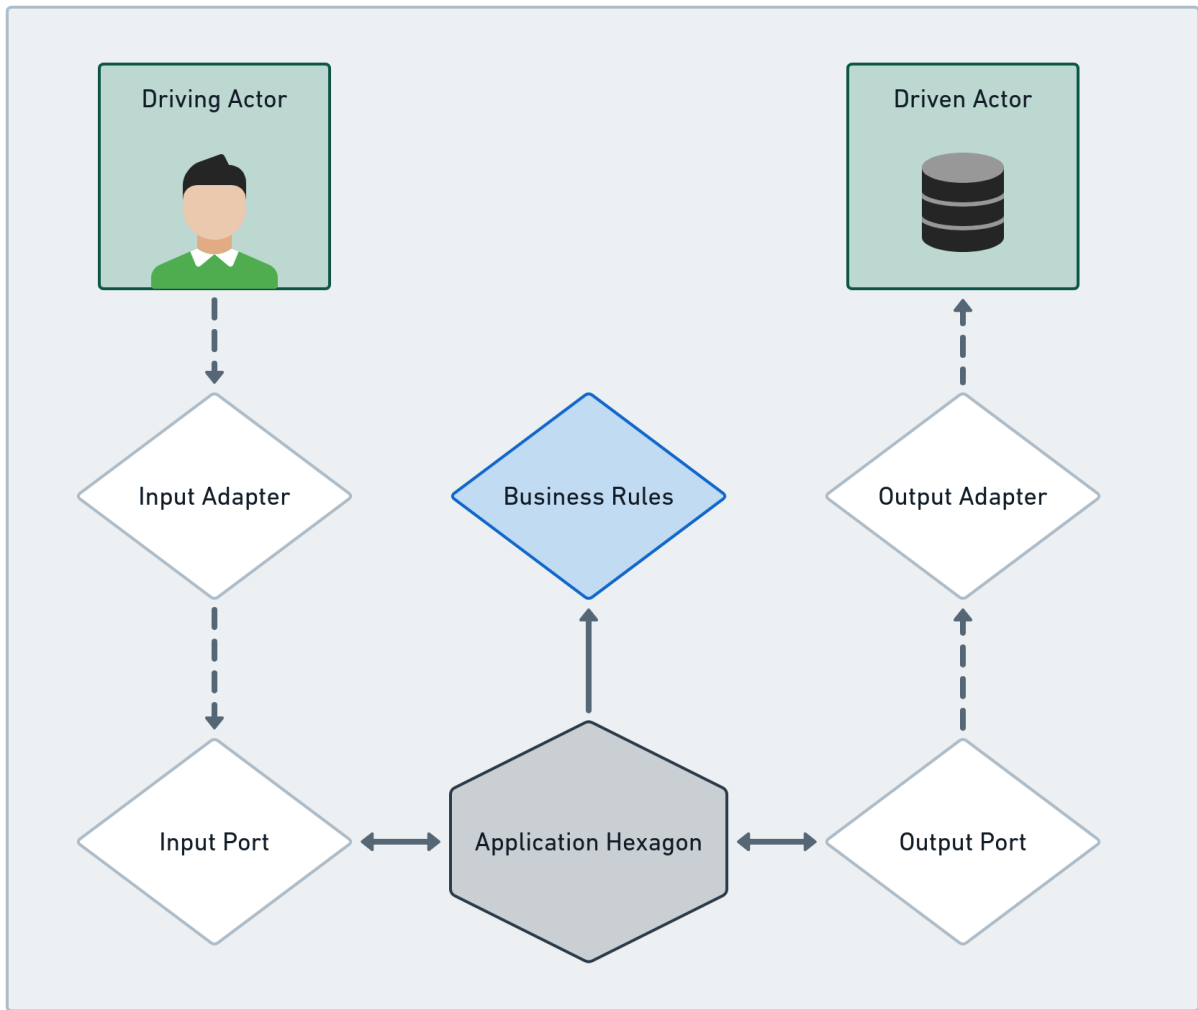 Driving Actor
Driven Actor
Input Adapter
Business Rules
Output Adapter
Input Port
Application Hexagon
Output Port